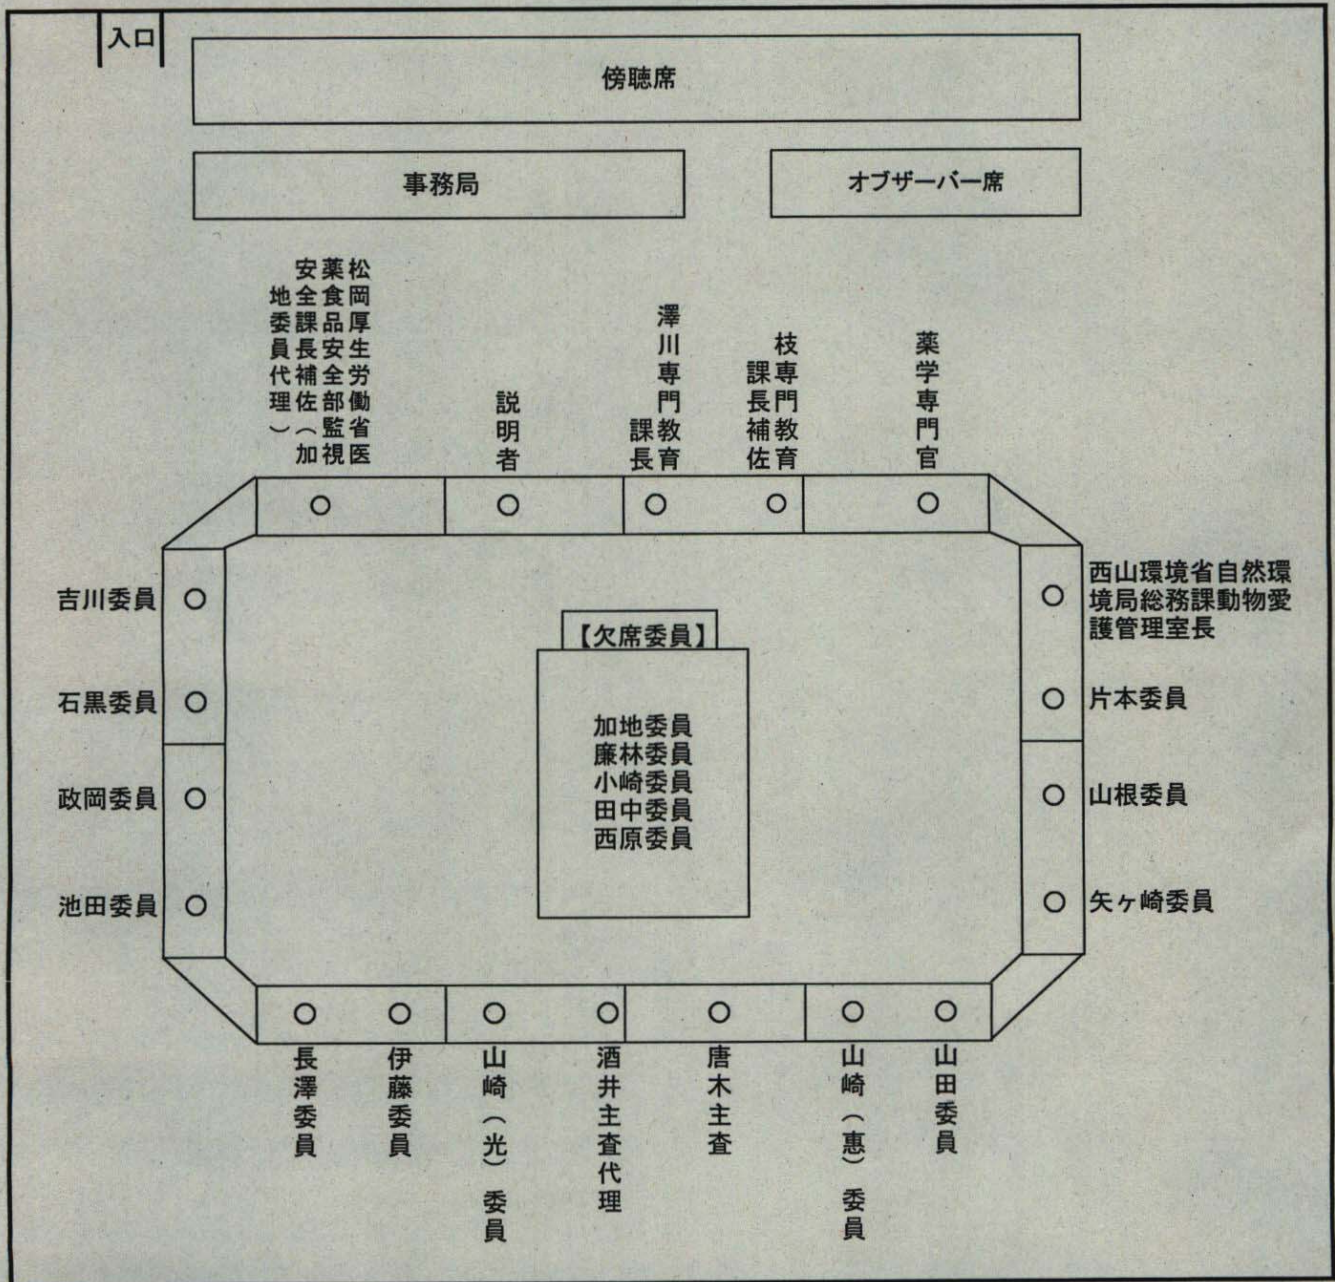 入口
傍聴席
事務局
オブザーバー席
松岡厚生労働省医
薬食品安全部監視
安全課長補佐（加
地委員代理）
説明者
澤川専門教育
課長
枝専門教育
課長補佐
薬学専門官
吉川委員
石黒委員
政岡委員
池田委員
【欠席委員】
加地委員
廉林委員
小崎委員
田中委員
西原委員
西山環境省自然環
境局総務課動物愛
護管理室長
片本委員
山根委員
矢ヶ崎委員
長澤委員
伊藤委員
山崎（光）委員
酒井主査代理
唐木主査
山崎（惠）委員
山田委員